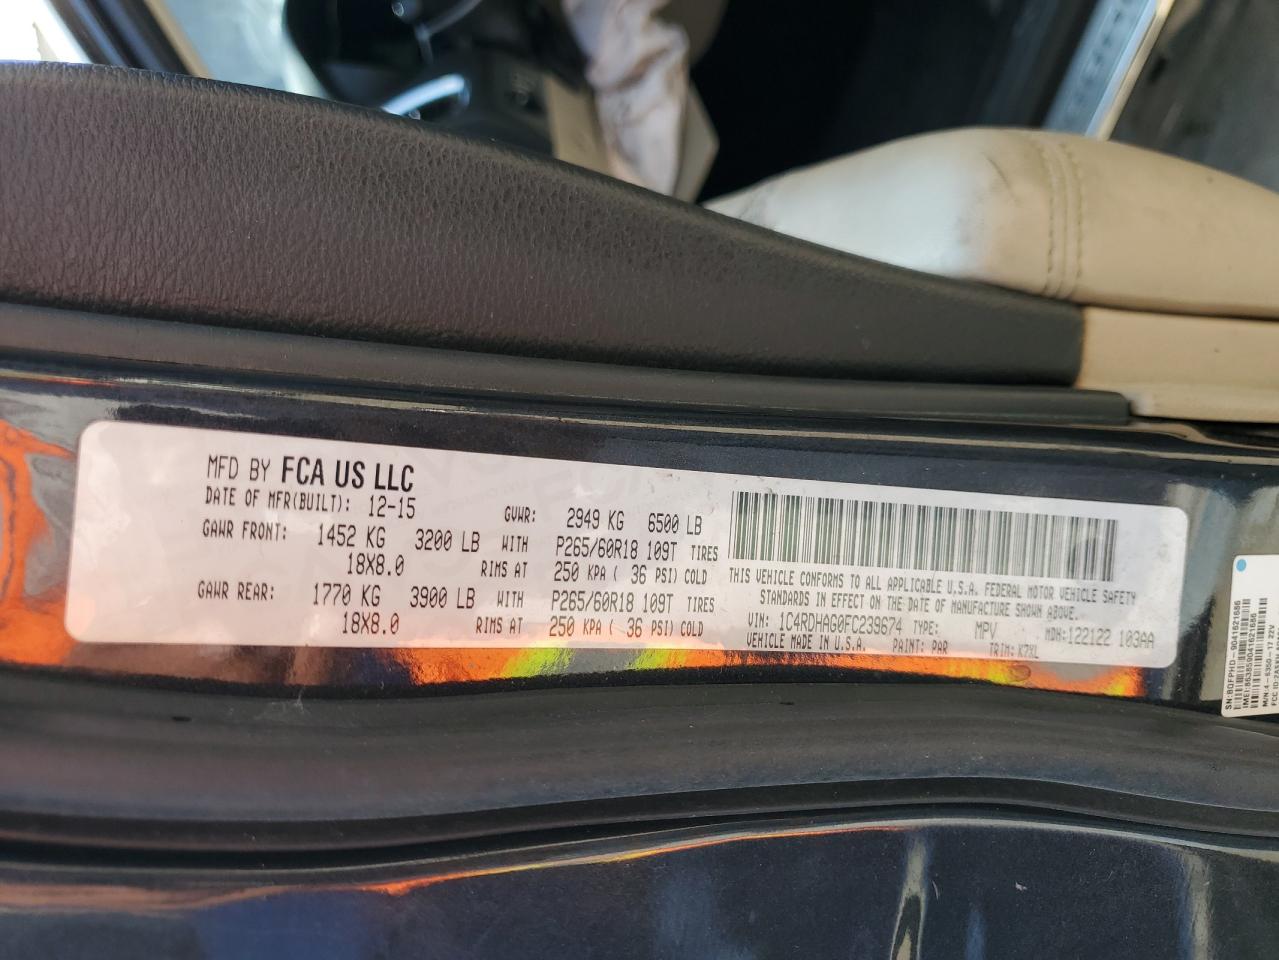 MFD BY FCA US LLC
DATE OF MFR(BUILT): 12-15 GVWR: 2949 KG 6500 LB
GAWR FRONT: 1452 KG 3200 LB WITH P265/60R18 109T TIRES
18X8.0 RIMS AT 250 KPA ( 36 PSI) COLD
GAWR REAR: 1770 KG 3900 LB WITH P265/60R18 109T TIRES
18X8.0 RIMS AT 250 KPA ( 36 PSI) COLD
THIS VEHICLE CONFORMS TO ALL APPLICABLE U.S.A. FEDERAL MOTOR VEHICLE SAFETY
STANDARDS IN EFFECT ON THE DATE OF MANUFACTURE SHOWN ABOVE.
VIN: 1C4RDHAG0FC239674 TYPE: MPV MDH:122122 103AA
VEHICLE MADE IN U.S.A. PAINT: PAR TRIM: K7XL